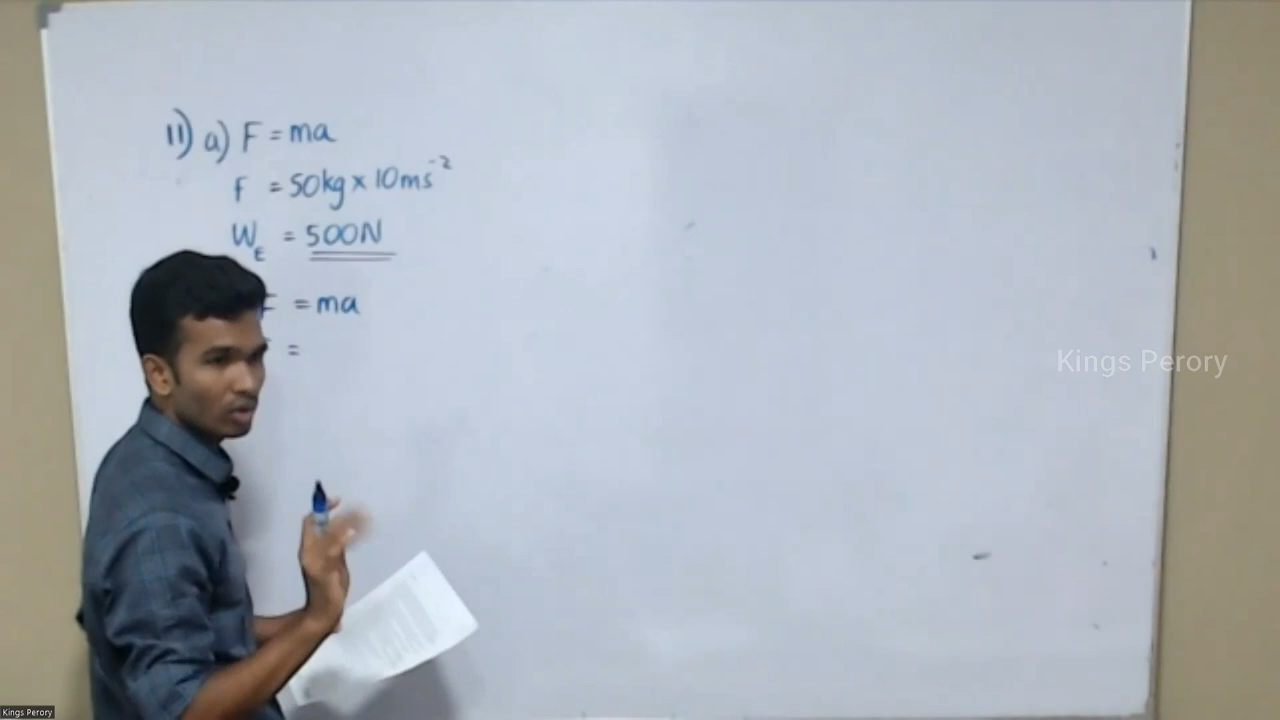 11) a) F = ma
f = 50kg x 10ms⁻²
W_E = 500N
F = ma
=
Kings Perory
Kings Perory